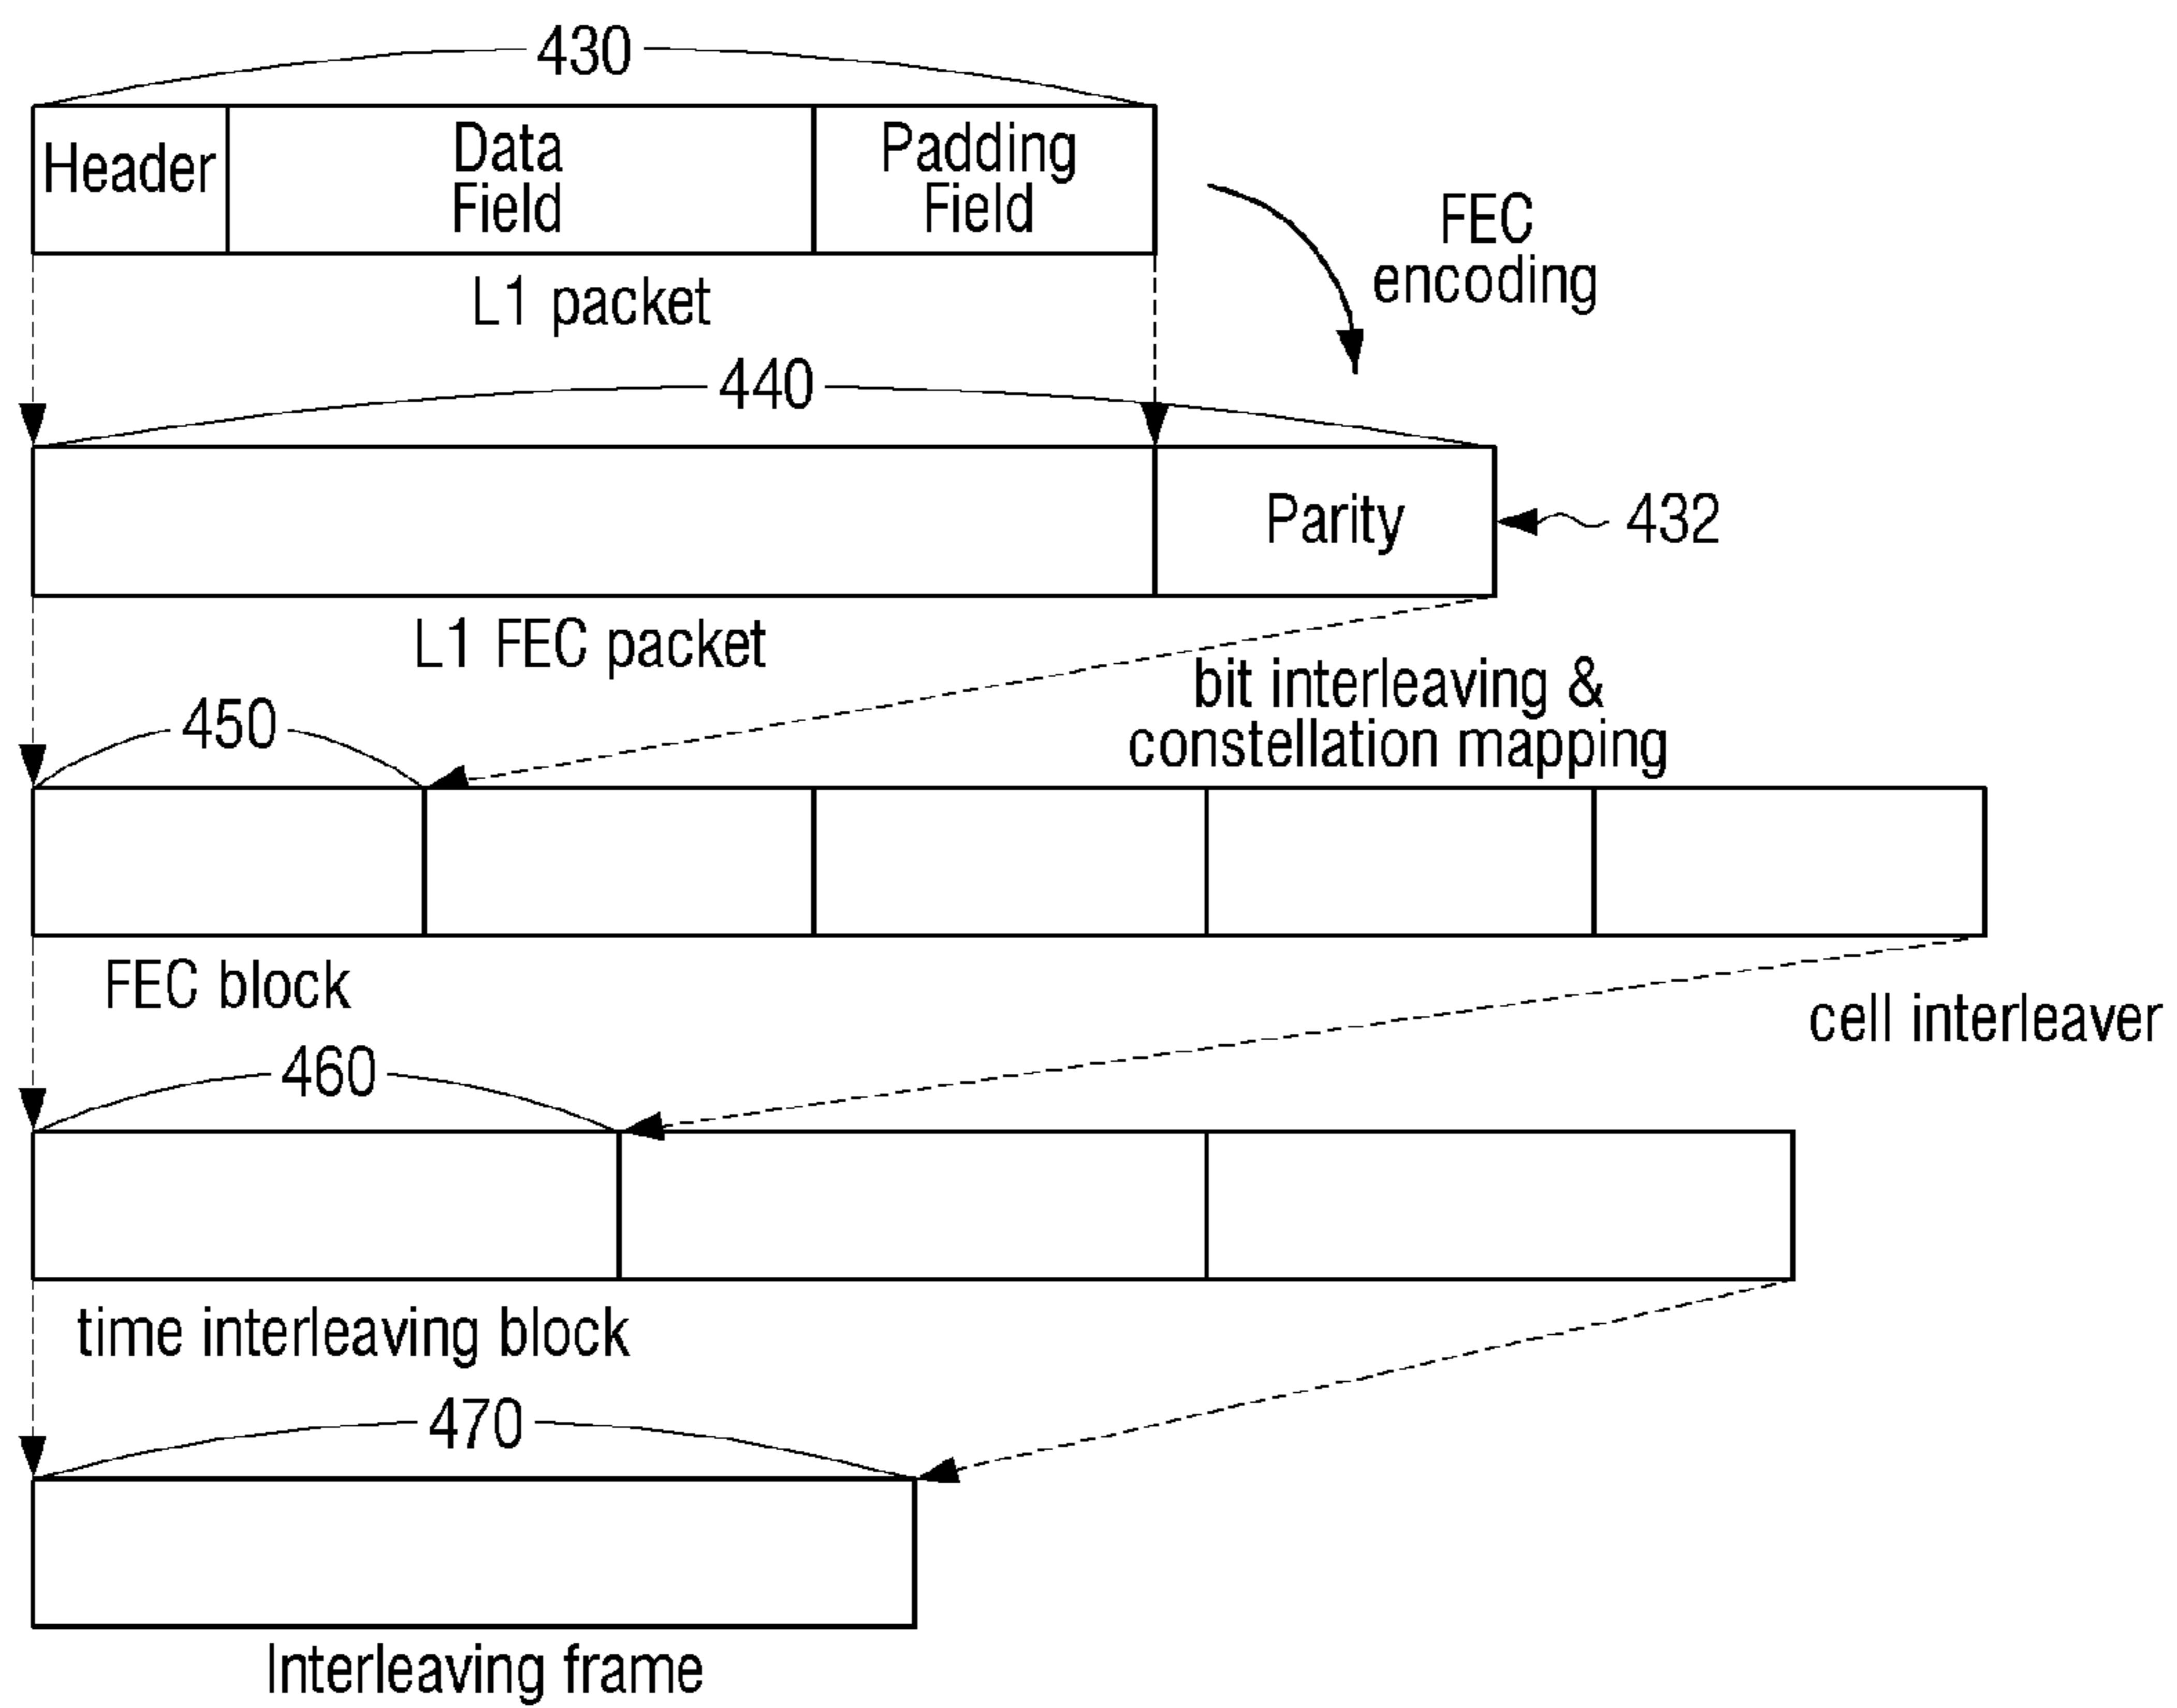 430
Header
Data
Field
Padding
Field
FEC
encoding
L1 packet
440
Parity
432
L1 FEC packet
bit interleaving &
constellation mapping
450
FEC block
cell interleaver
460
time interleaving block
470
Interleaving frame